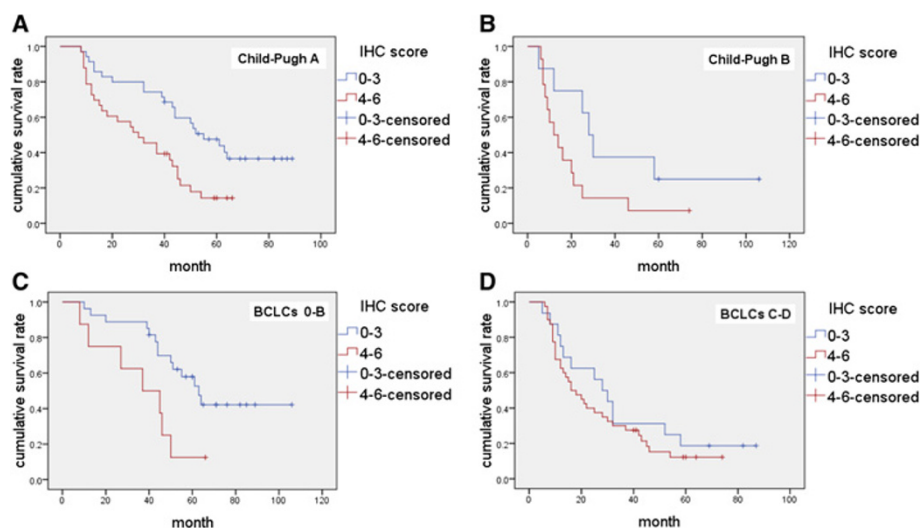 A
cumulative survival rate
1.0
0.8
0.6
0.4
0.2
0.0
Child-Pugh A
0 20 40 60 80 100
month
IHC score
0-3
4-6
0-3-censored
4-6-censored
B
cumulative survival rate
1.0
0.8
0.6
0.4
0.2
0.0
Child-Pugh B
0 20 40 60 80 100 120
month
IHC score
0-3
4-6
0-3-censored
4-6-censored
C
cumulative survival rate
1.0
0.8
0.6
0.4
0.2
0.0
BCLCs 0-B
0 20 40 60 80 100 120
month
IHC score
0-3
4-6
0-3-censored
4-6-censored
D
cumulative survival rate
1.0
0.8
0.6
0.4
0.2
0.0
BCLCs C-D
0 20 40 60 80 100
month
IHC score
0-3
4-6
0-3-censored
4-6-censored